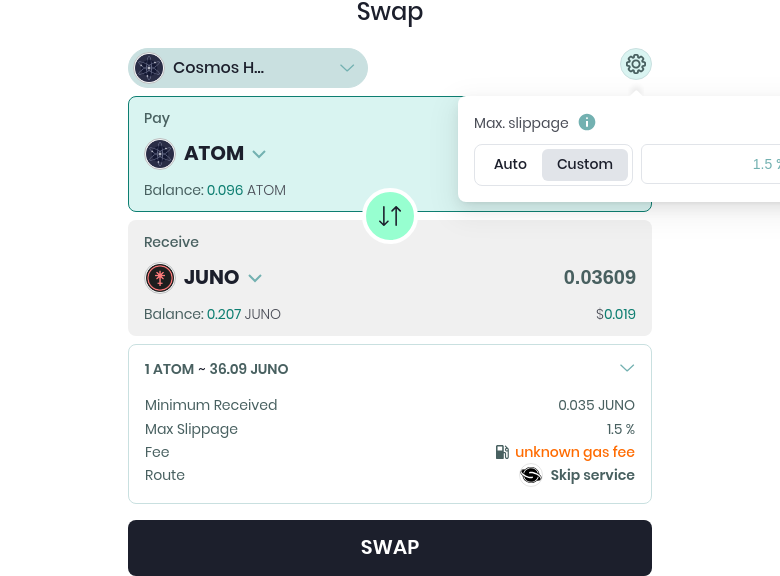 Swap
Cosmos H...
Pay
Max. slippage
ATOM
Auto Custom 1.5 %
Balance: 0.096 ATOM
Receive
JUNO 0.03609
Balance: 0.207 JUNO $0.019
1 ATOM ~ 36.09 JUNO
Minimum Received 0.035 JUNO
Max Slippage 1.5 %
Fee unknown gas fee
Route Skip service
SWAP